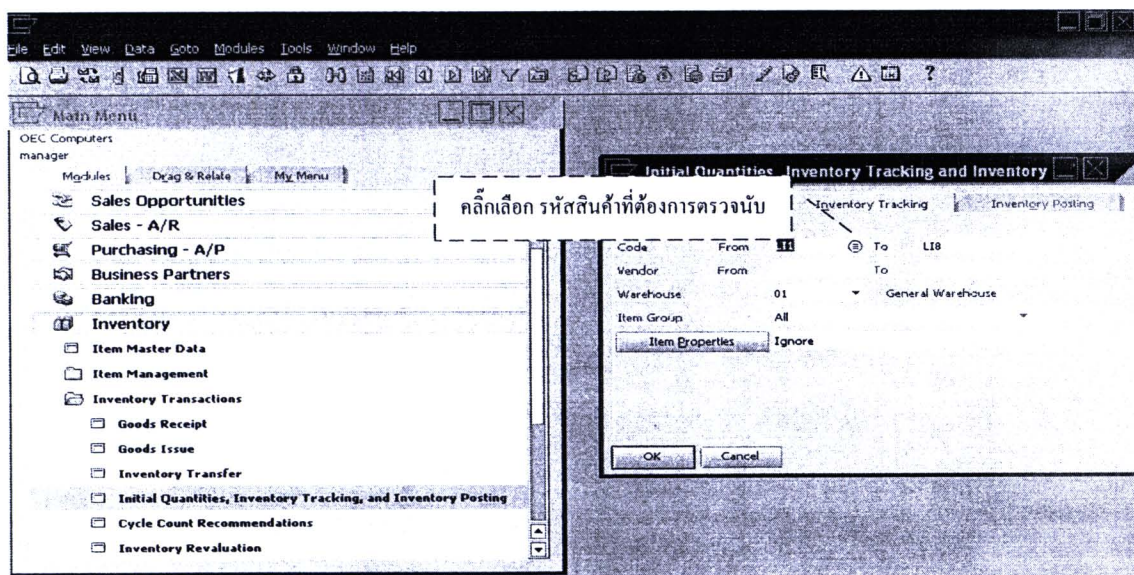 File Edit View Data Goto Modules Tools Window Help
Main Menu
OEC Computers
manager
Modules Drag & Relate My Menu
Sales Opportunities
Sales - A/R
Purchasing - A/P
Business Partners
Banking
Inventory
Item Master Data
Item Management
Inventory Transactions
Goods Receipt
Goods Issue
Inventory Transfer
Initial Quantities, Inventory Tracking, and Inventory Posting
Cycle Count Recommendations
Inventory Revaluation
คลิ๊กเลือก รหัสสินค้าที่ต้องการตรวจนับ
Initial Quantities, Inventory Tracking and Inventory
Inventory Tracking Inventory Posting
Code From LI1 To LI8
Vendor From To
Warehouse 01 General Warehouse
Item Group All
Item Properties Ignore
OK Cancel